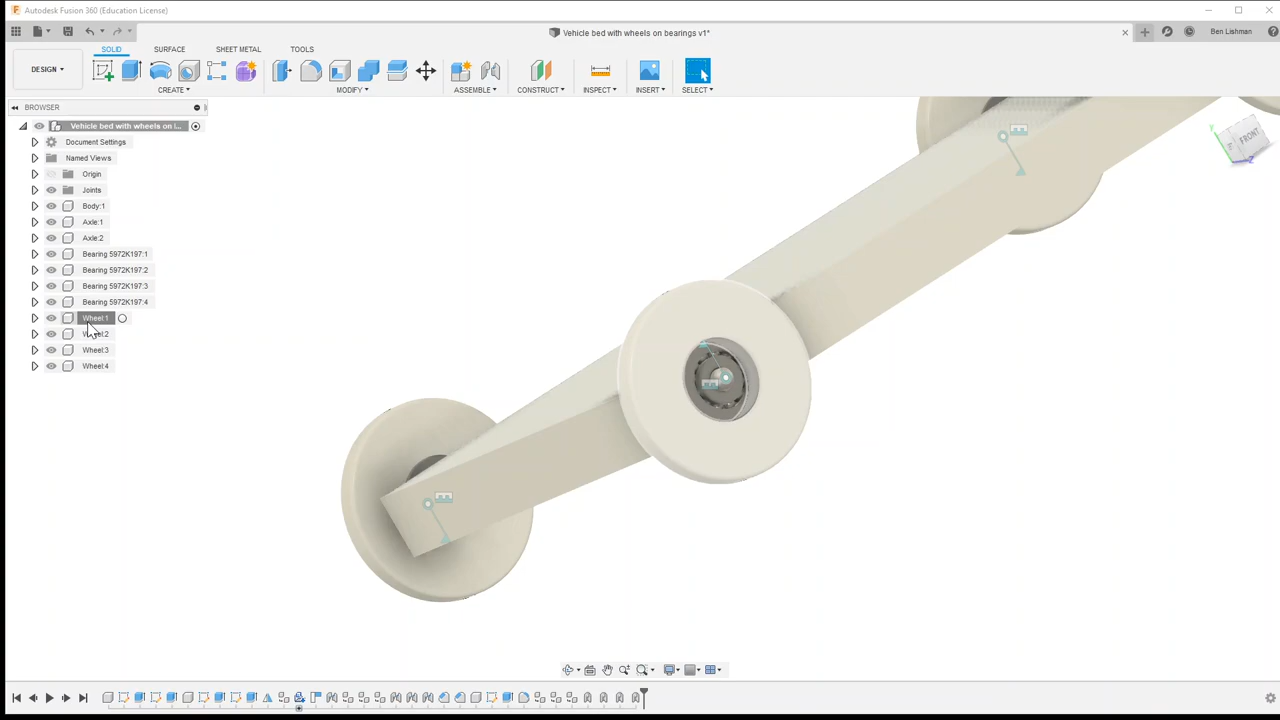 Autodesk Fusion 360 (Education License)
Vehicle bed with wheels on bearings v1*
Ben Lishman
SOLID SURFACE SHEET METAL TOOLS
DESIGN
CREATE MODIFY ASSEMBLE CONSTRUCT INSPECT INSERT SELECT
BROWSER
Vehicle bed with wheels on l...
Document Settings
Named Views
Origin
Joints
Body:1
Axle:1
Axle:2
Bearing 5972K197:1
Bearing 5972K197:2
Bearing 5972K197:3
Bearing 5972K197:4
Wheel:1
Wheel:2
Wheel:3
Wheel:4
FRONT
Y
Z